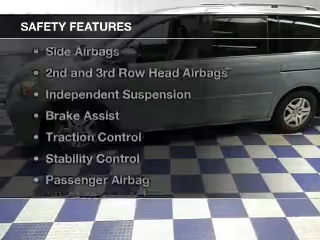 SAFETY FEATURES
Side Airbags
2nd and 3rd Row Head Airbags
Independent Suspension
Brake Assist
Traction Control
Stability Control
Passenger Airbag